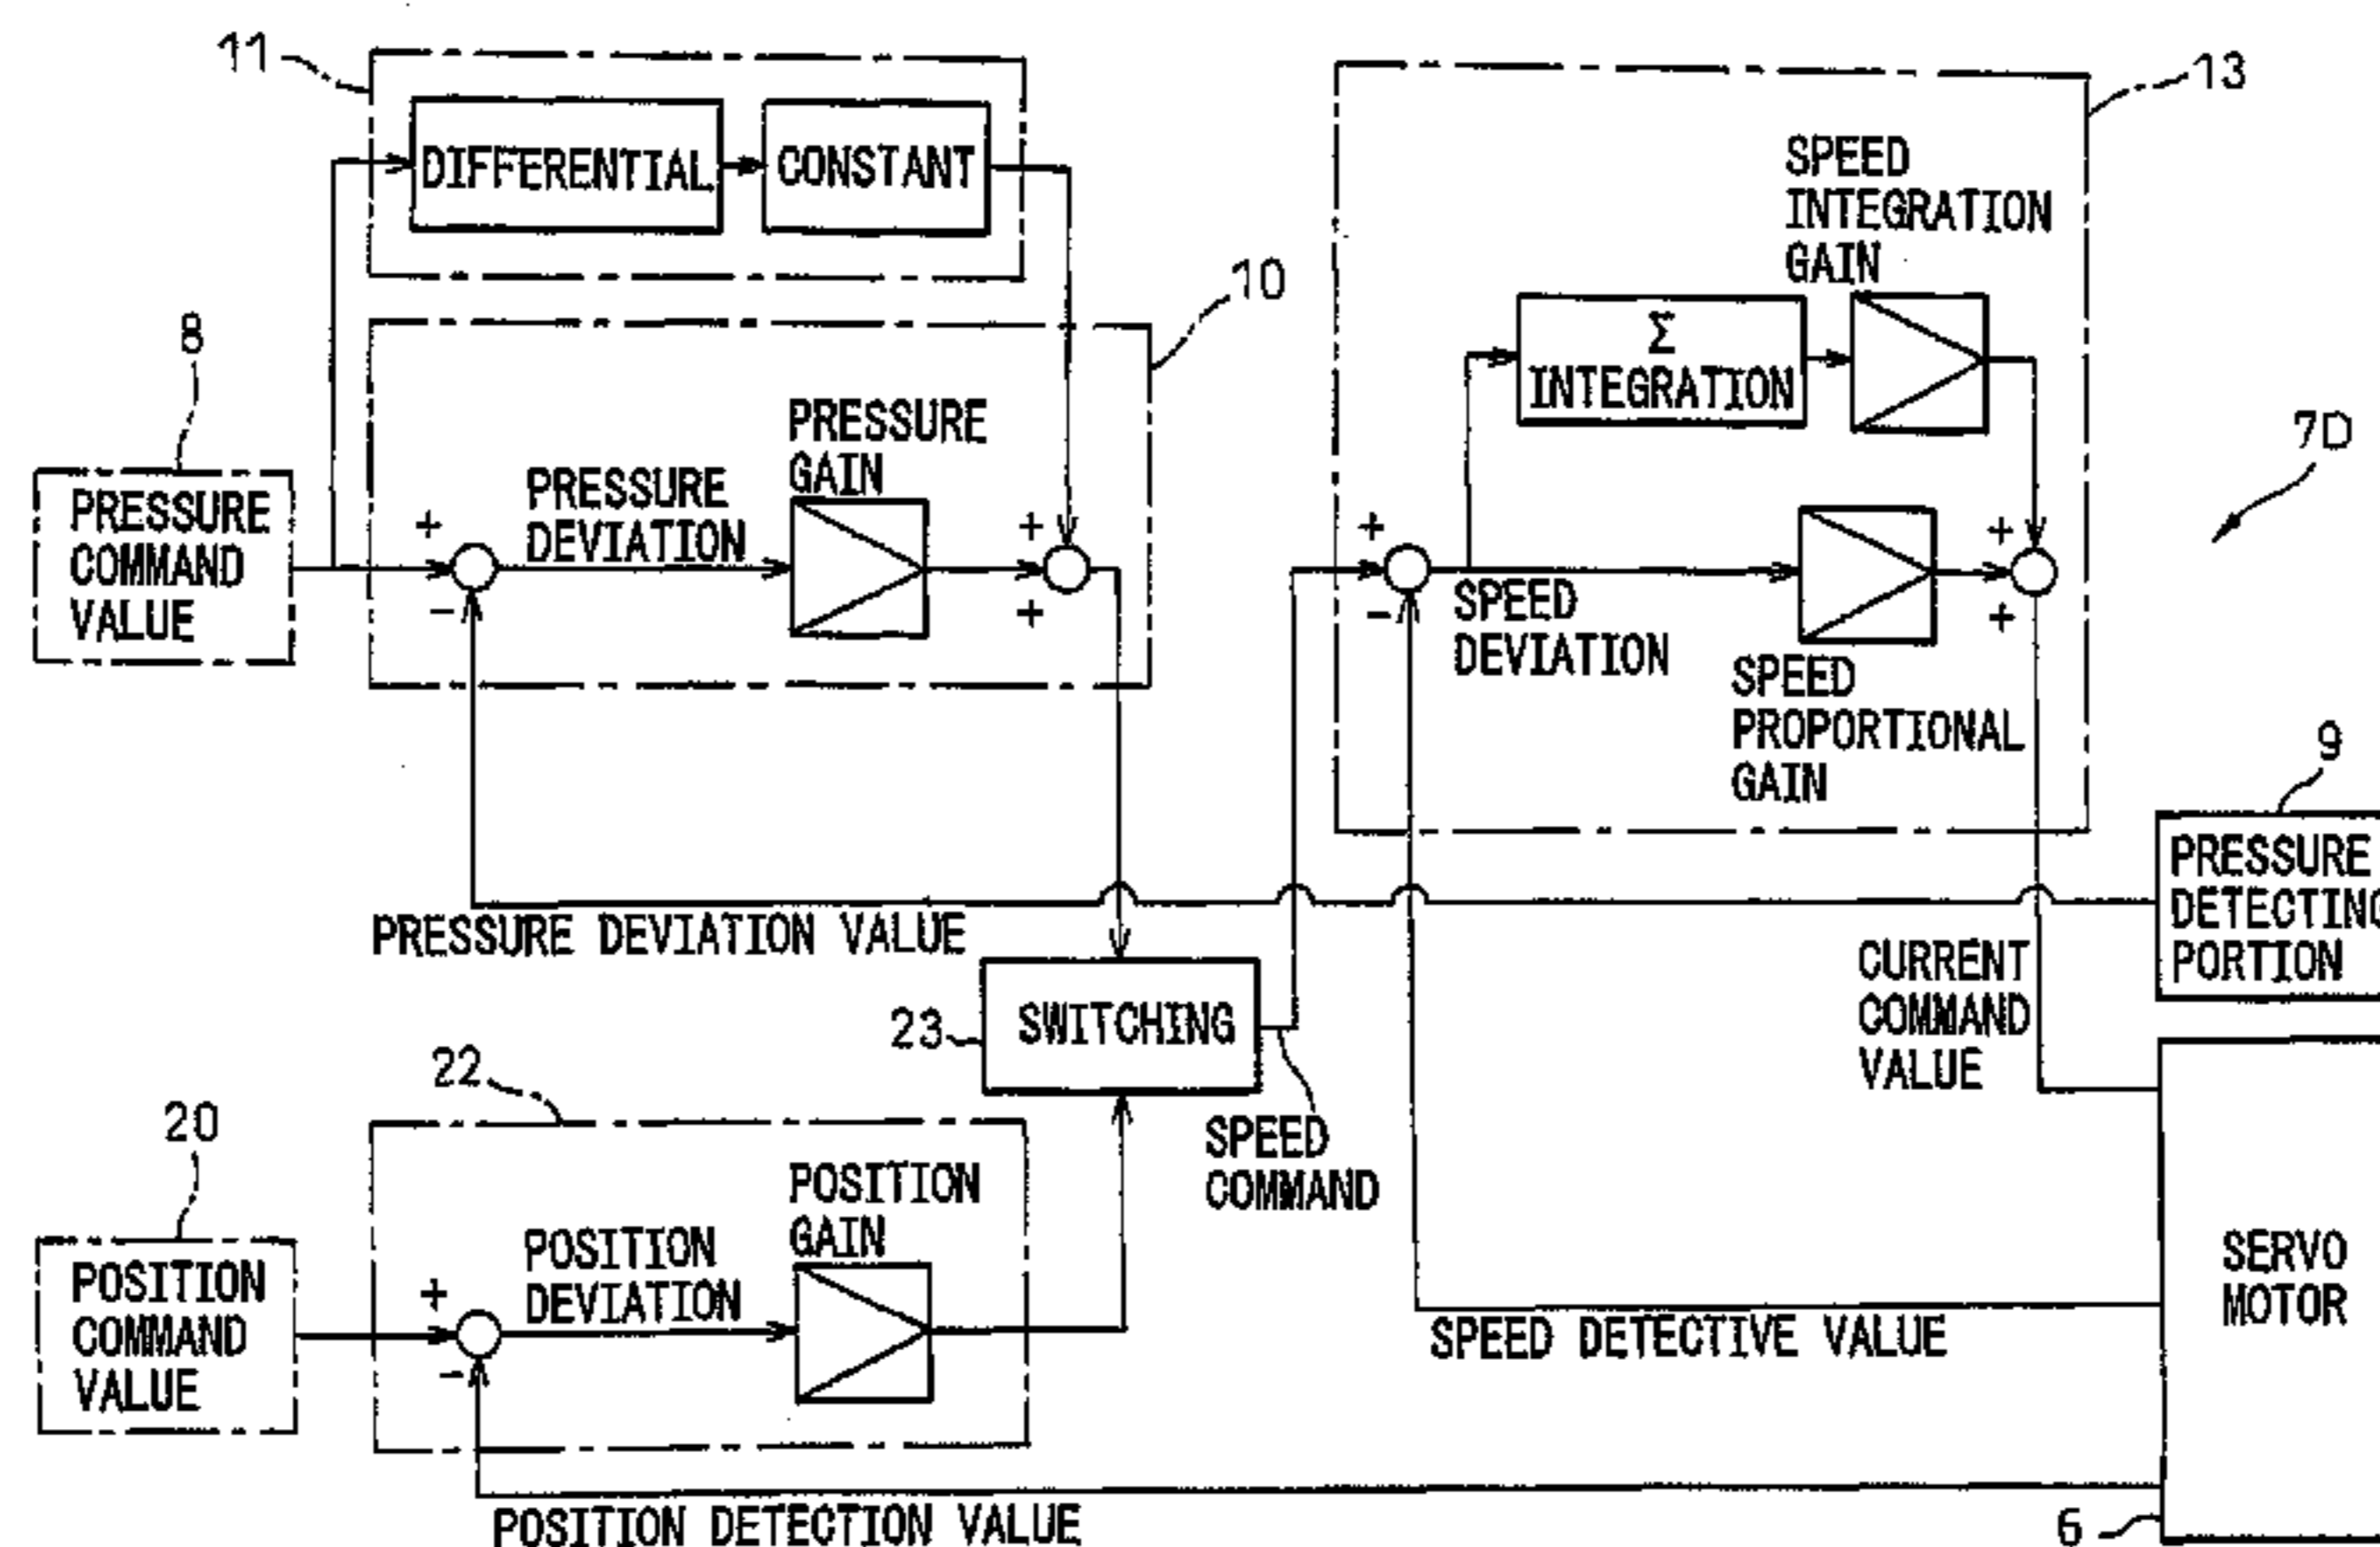 11
DIFFERENTIAL
CONSTANT
13
SPEED
INTEGRATION
GAIN
10
8
Σ
INTEGRATION
7D
PRESSURE
GAIN
PRESSURE
COMMAND
VALUE
+
-
PRESSURE
DEVIATION
+
+
+
-
SPEED
DEVIATION
+
+
SPEED
PROPORTIONAL
GAIN
9
PRESSURE
DETECTING
PORTION
PRESSURE DEVIATION VALUE
CURRENT
COMMAND
VALUE
23
SWITCHING
SPEED
COMMAND
22
20
POSITION
GAIN
POSITION
COMMAND
VALUE
+
-
POSITION
DEVIATION
SERVO
MOTOR
SPEED DETECTIVE VALUE
POSITION DETECTION VALUE
6